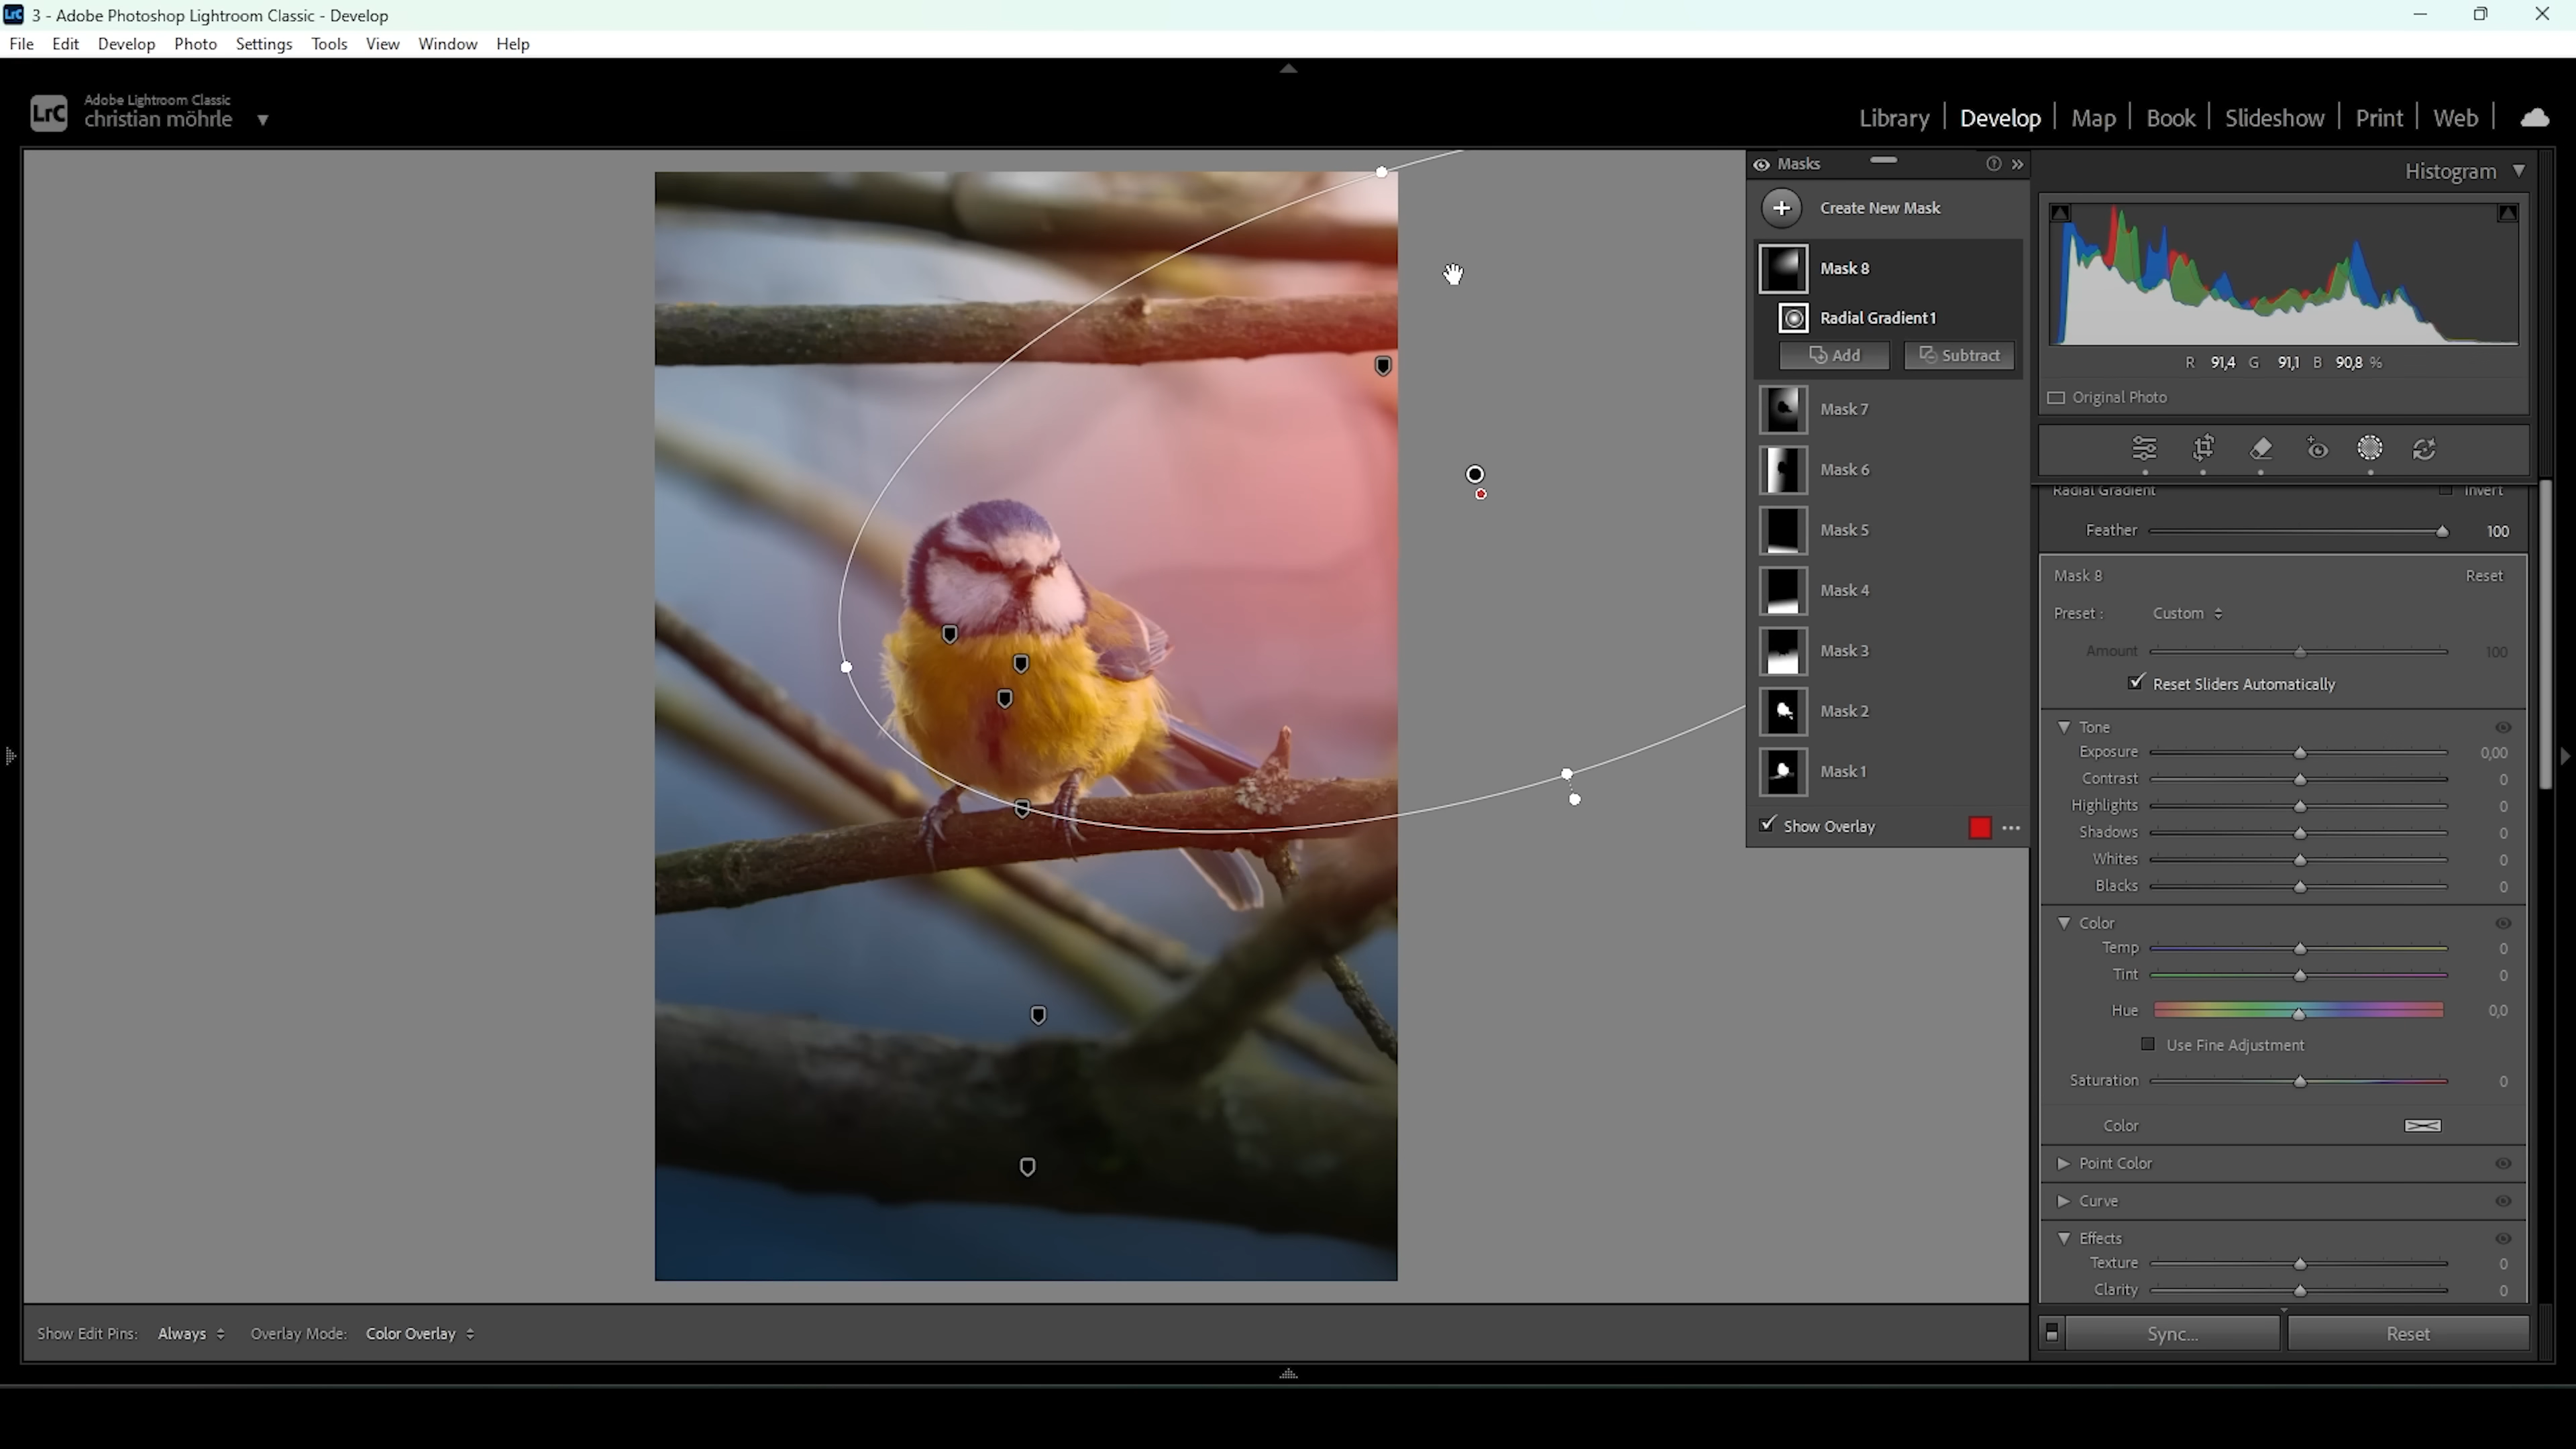 LrC 3 - Adobe Photoshop Lightroom Classic - Develop
File Edit Develop Photo Settings Tools View Window Help
LrC
Adobe Lightroom Classic
christian möhrle
Library | Develop | Map | Book | Slideshow | Print | Web |
Masks
Create New Mask
Mask 8
Radial Gradient 1
Add Subtract
Mask 7
Mask 6
Mask 5
Mask 4
Mask 3
Mask 2
Mask 1
Show Overlay
Histogram
R 91,4 G 91,1 B 90,8 %
Original Photo
Radial Gradient Invert
Feather 100
Mask 8 Reset
Preset : Custom
Amount 100
Reset Sliders Automatically
Tone
Exposure 0,00
Contrast 0
Highlights 0
Shadows 0
Whites 0
Blacks 0
Color
Temp 0
Tint 0
Hue 0,0
Use Fine Adjustment
Saturation 0
Color
Point Color
Curve
Effects
Texture 0
Clarity 0
Show Edit Pins: Always Overlay Mode: Color Overlay
Sync... Reset